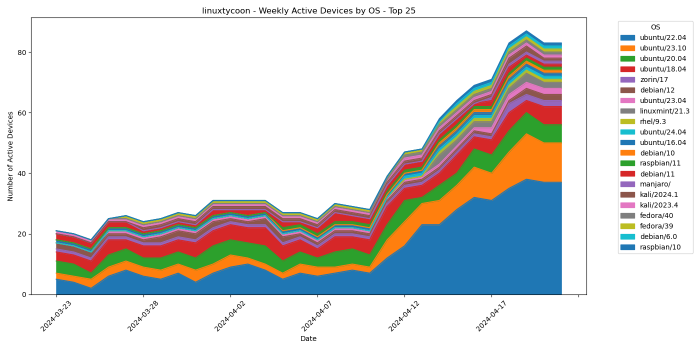 linuxtycoon - Weekly Active Devices by OS - Top 25
Number of Active Devices
80
60
40
20
0
2024-03-23
2024-03-28
2024-04-02
2024-04-07
2024-04-12
2024-04-17
Date
OS
ubuntu/22.04
ubuntu/23.10
ubuntu/20.04
ubuntu/18.04
zorin/17
debian/12
ubuntu/23.04
linuxmint/21.3
rhel/9.3
ubuntu/24.04
ubuntu/16.04
debian/10
raspbian/11
debian/11
manjaro/
kali/2024.1
kali/2023.4
fedora/40
fedora/39
debian/6.0
raspbian/10